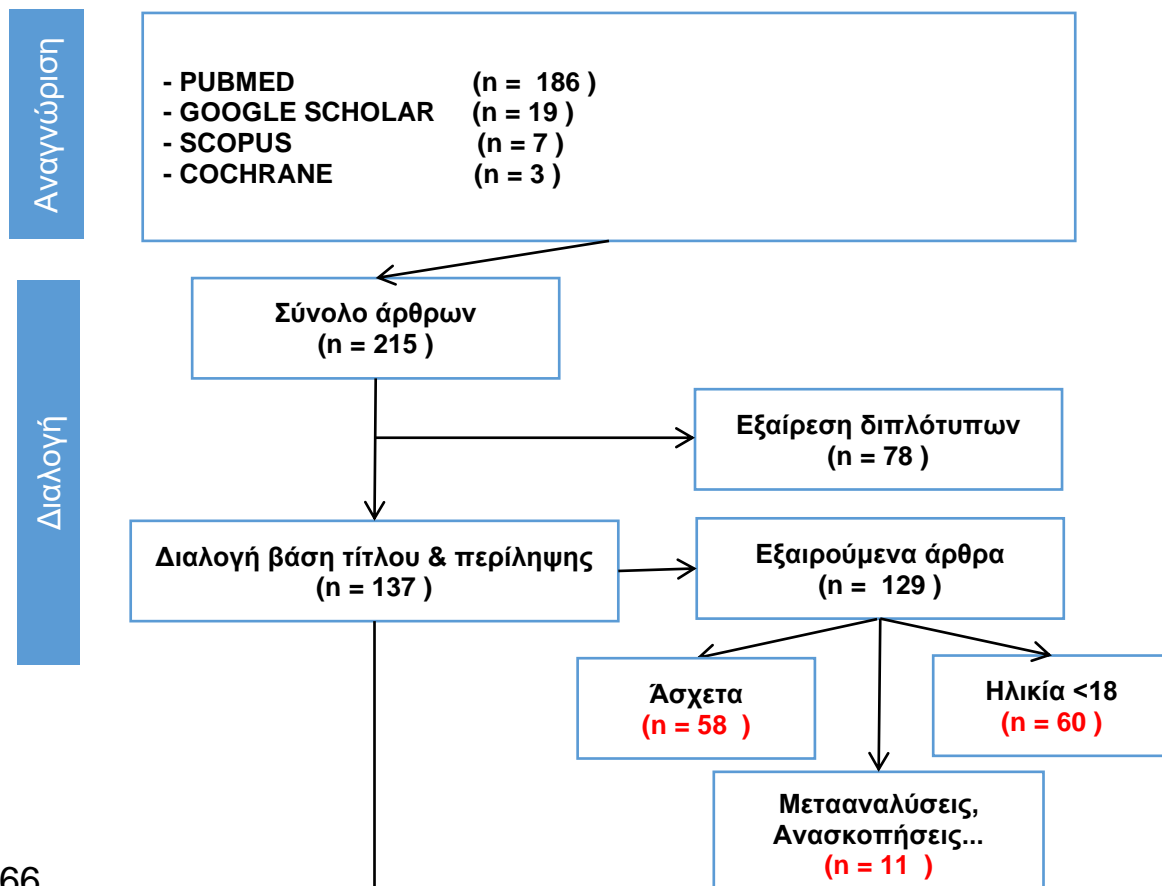 Αναγνώριση
- PUBMED (n = 186 )
- GOOGLE SCHOLAR (n = 19 )
- SCOPUS (n = 7 )
- COCHRANE (n = 3 )
Διαλογή
Σύνολο άρθρων
(n = 215 )
Εξαίρεση διπλότυπων
(n = 78 )
Διαλογή βάση τίτλου & περίληψης
(n = 137 )
Εξαιρούμενα άρθρα
(n = 129 )
Άσχετα
(n = 58 )
Ηλικία <18
(n = 60 )
Μετααναλύσεις,
Ανασκοπήσεις...
(n = 11 )
66